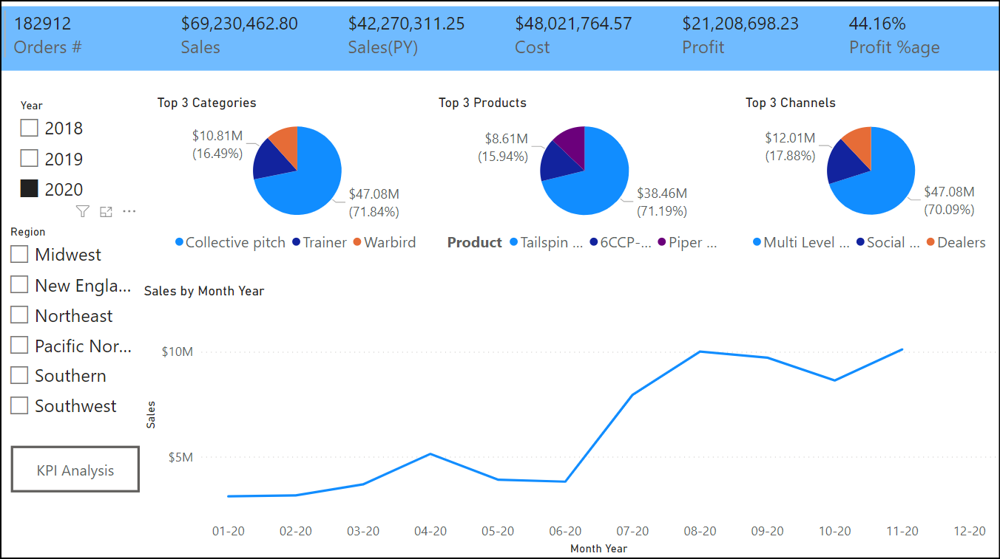 182912
Orders #
$69,230,462.80
Sales
$42,270,311.25
Sales(PY)
$48,021,764.57
Cost
$21,208,698.23
Profit
44.16%
Profit %age
Year
2018
2019
2020
Region
Midwest
New Engla...
Northeast
Pacific Nor...
Southern
Southwest
KPI Analysis
Top 3 Categories
$10.81M
(16.49%)
$47.08M
(71.84%)
Collective pitch
Trainer
Warbird
Top 3 Products
$8.61M
(15.94%)
$38.46M
(71.19%)
Product
Tailspin ...
6CCP-...
Piper ...
Top 3 Channels
$12.01M
(17.88%)
$47.08M
(70.09%)
Multi Level ...
Social ...
Dealers
Sales by Month Year
Sales
$10M
$5M
01-20
02-20
03-20
04-20
05-20
06-20
07-20
08-20
09-20
10-20
11-20
12-20
Month Year